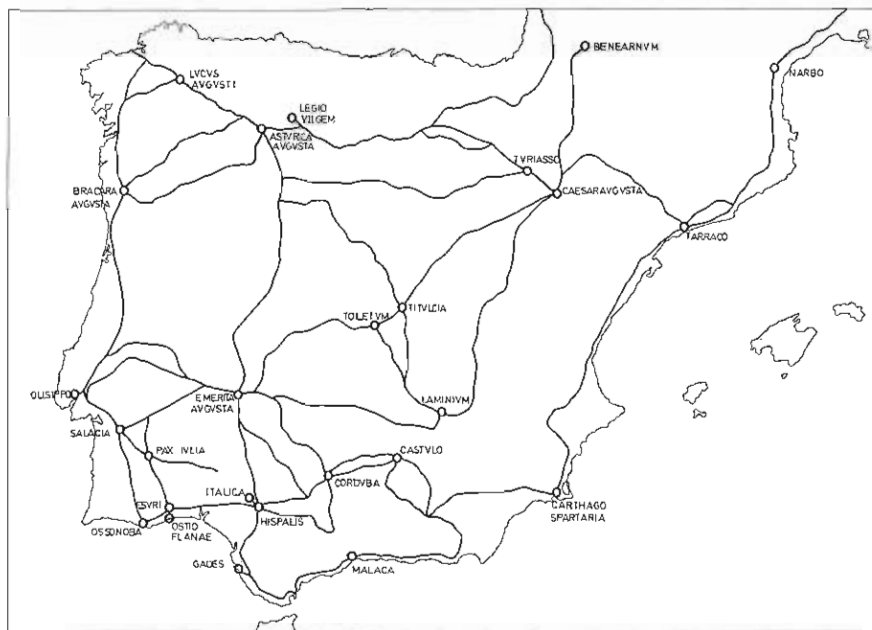 BENEARNVM
NARBO
LVCVS
AVGVSTI
LEGIO
VIIGEM
ASTVRICA
AVGVSTA
TVRIASSO
CAESARAVGVSTA
BRACARA
AVGVSTA
TARRACO
TITVLCIA
TOLETVM
OLISIPPO
EMERITA
AVGVSTA
LAMINIVM
SALACIA
PAX IVLIA
CASTVLO
CORDVBA
ITALICA
ESVRI
HISPALIS
CARTHAGO
SPARTARIA
OSSONOBA
OSTIO
FLANAE
GADES
MALACA